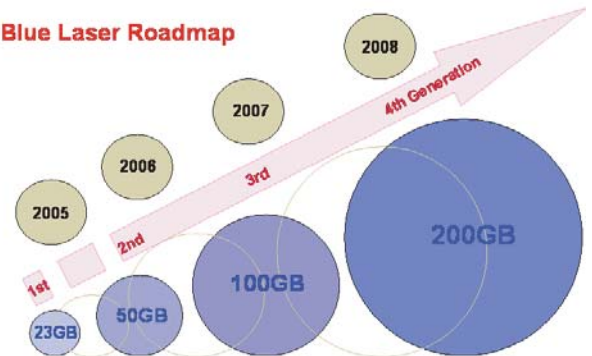 Blue Laser Roadmap
2008
4th Generation
2007
3rd
2006
2nd
2005
1st
23GB
50GB
100GB
200GB